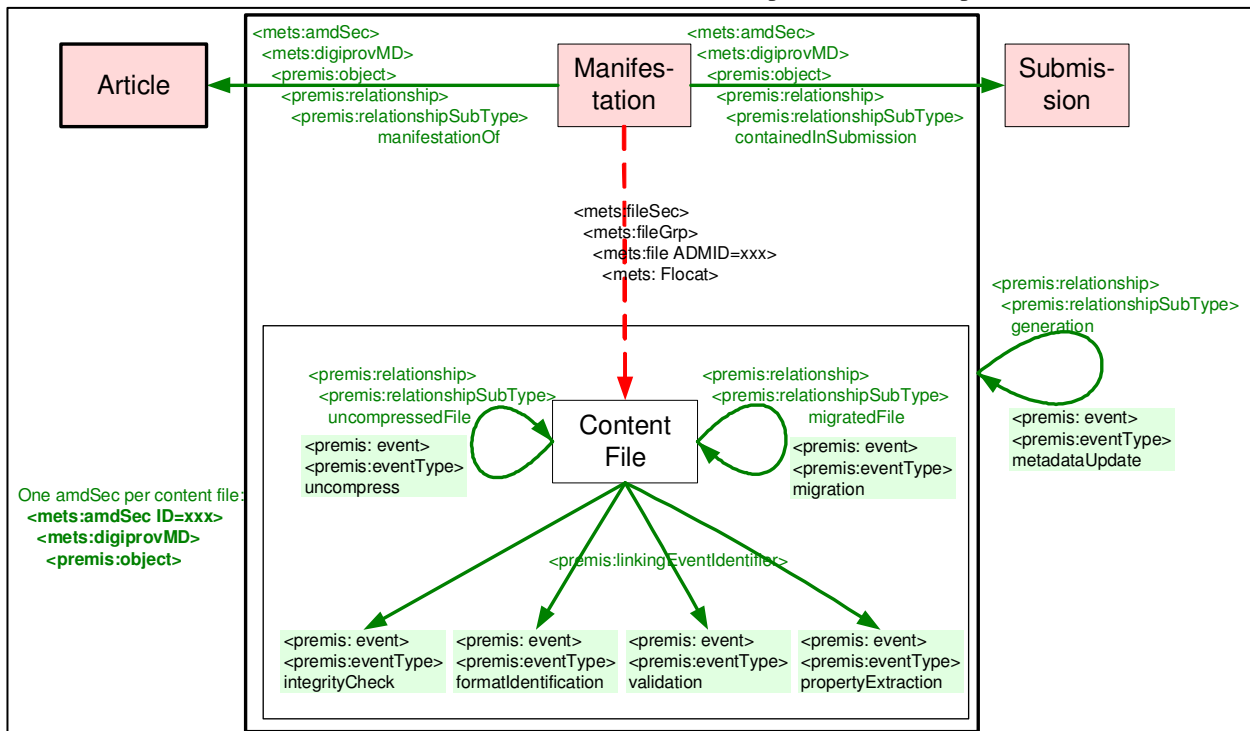 <mets:amdSec>
<mets:digiprovMD>
<premis:object>
<premis:relationship>
<premis:relationshipSubType>
manifestationOf
Article
Manifes-
tation
<mets:amdSec>
<mets:digiprovMD>
<premis:object>
<premis:relationship>
<premis:relationshipSubType>
containedInSubmission
Submis-
sion
<mets:fileSec>
<mets:fileGrp>
<mets:file ADMID=xxx>
<mets: Flocat>
<premis:relationship>
<premis:relationshipSubType>
generation
<premis: event>
<premis:eventType>
metadataUpdate
<premis:relationship>
<premis:relationshipSubType>
uncompressedFile
<premis: event>
<premis:eventType>
uncompress
Content
File
<premis:relationship>
<premis:relationshipSubType>
migratedFile
<premis: event>
<premis:eventType>
migration
One amdSec per content file:
<mets:amdSec ID=xxx>
<mets:digiprovMD>
<premis:object>
<premis:linkingEventIdentifier>
<premis: event>
<premis:eventType>
integrityCheck
<premis: event>
<premis:eventType>
formatIdentification
<premis: event>
<premis:eventType>
validation
<premis: event>
<premis:eventType>
propertyExtraction